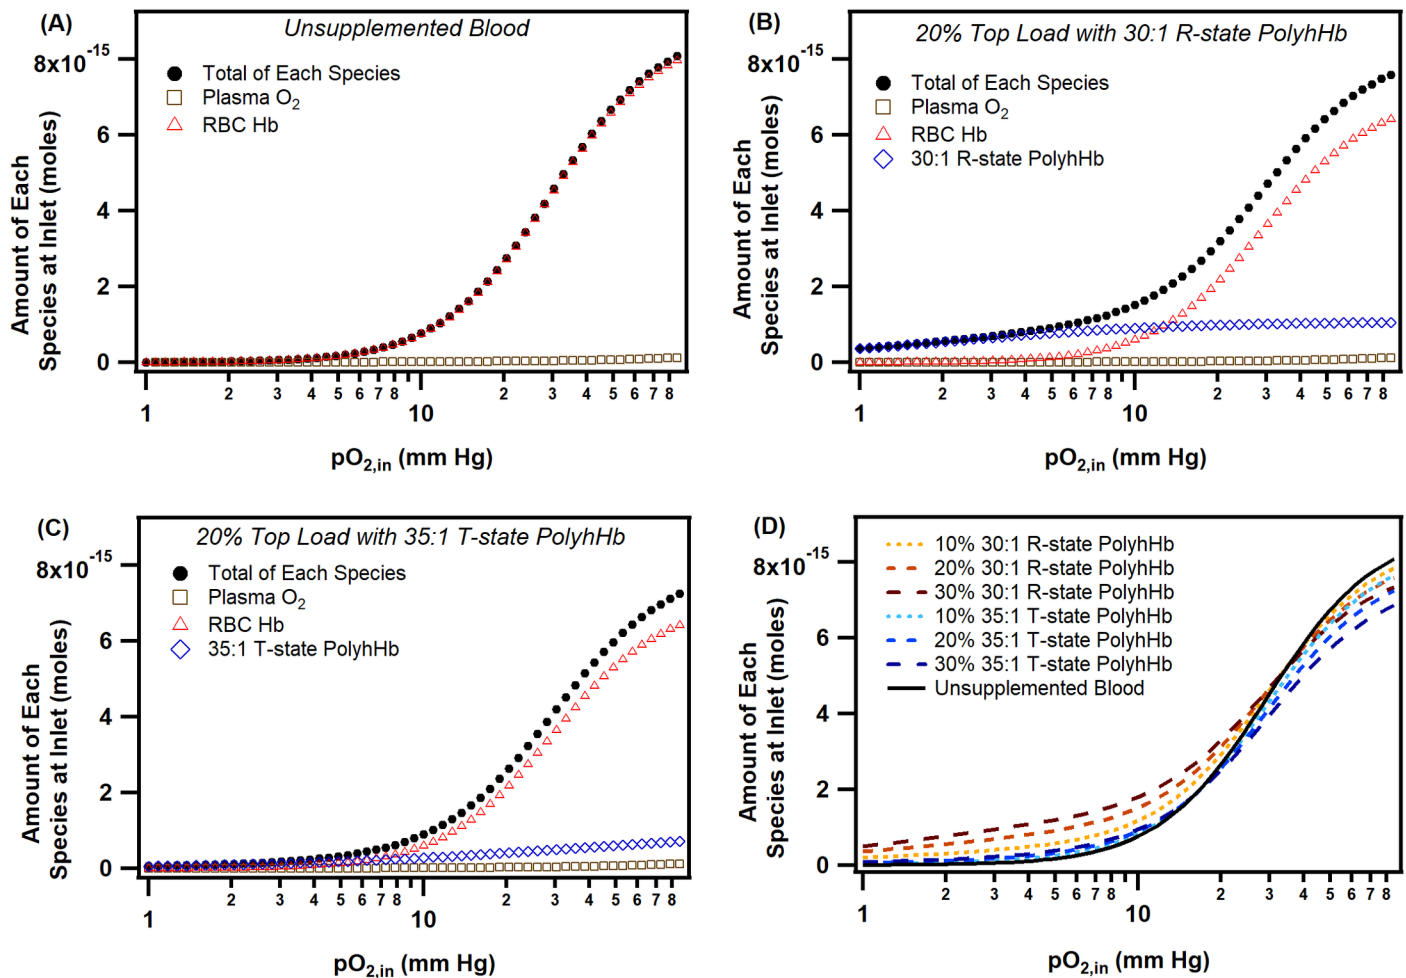 (A)
Unsupplemented Blood
8x10⁻¹⁵
6
4
2
0
Total of Each Species
Plasma O₂
RBC Hb
Amount of Each
Species at Inlet (moles)
1
2
3
4
5
6
7
8
10
2
3
4
5
6
7
8
pO₂,in (mm Hg)
(B)
20% Top Load with 30:1 R-state PolyhHb
8x10⁻¹⁵
6
4
2
0
Total of Each Species
Plasma O₂
RBC Hb
30:1 R-state PolyhHb
Amount of Each
Species at Inlet (moles)
1
2
3
4
5
6
7
8
10
2
3
4
5
6
7
8
pO₂,in (mm Hg)
(C)
20% Top Load with 35:1 T-state PolyhHb
8x10⁻¹⁵
6
4
2
0
Total of Each Species
Plasma O₂
RBC Hb
35:1 T-state PolyhHb
Amount of Each
Species at Inlet (moles)
1
2
3
4
5
6
7
8
10
2
3
4
5
6
7
8
pO₂,in (mm Hg)
(D)
8x10⁻¹⁵
6
4
2
0
10% 30:1 R-state PolyhHb
20% 30:1 R-state PolyhHb
30% 30:1 R-state PolyhHb
10% 35:1 T-state PolyhHb
20% 35:1 T-state PolyhHb
30% 35:1 T-state PolyhHb
Unsupplemented Blood
Amount of Each
Species at Inlet (moles)
1
2
3
4
5
6
7
8
10
2
3
4
5
6
7
8
pO₂,in (mm Hg)